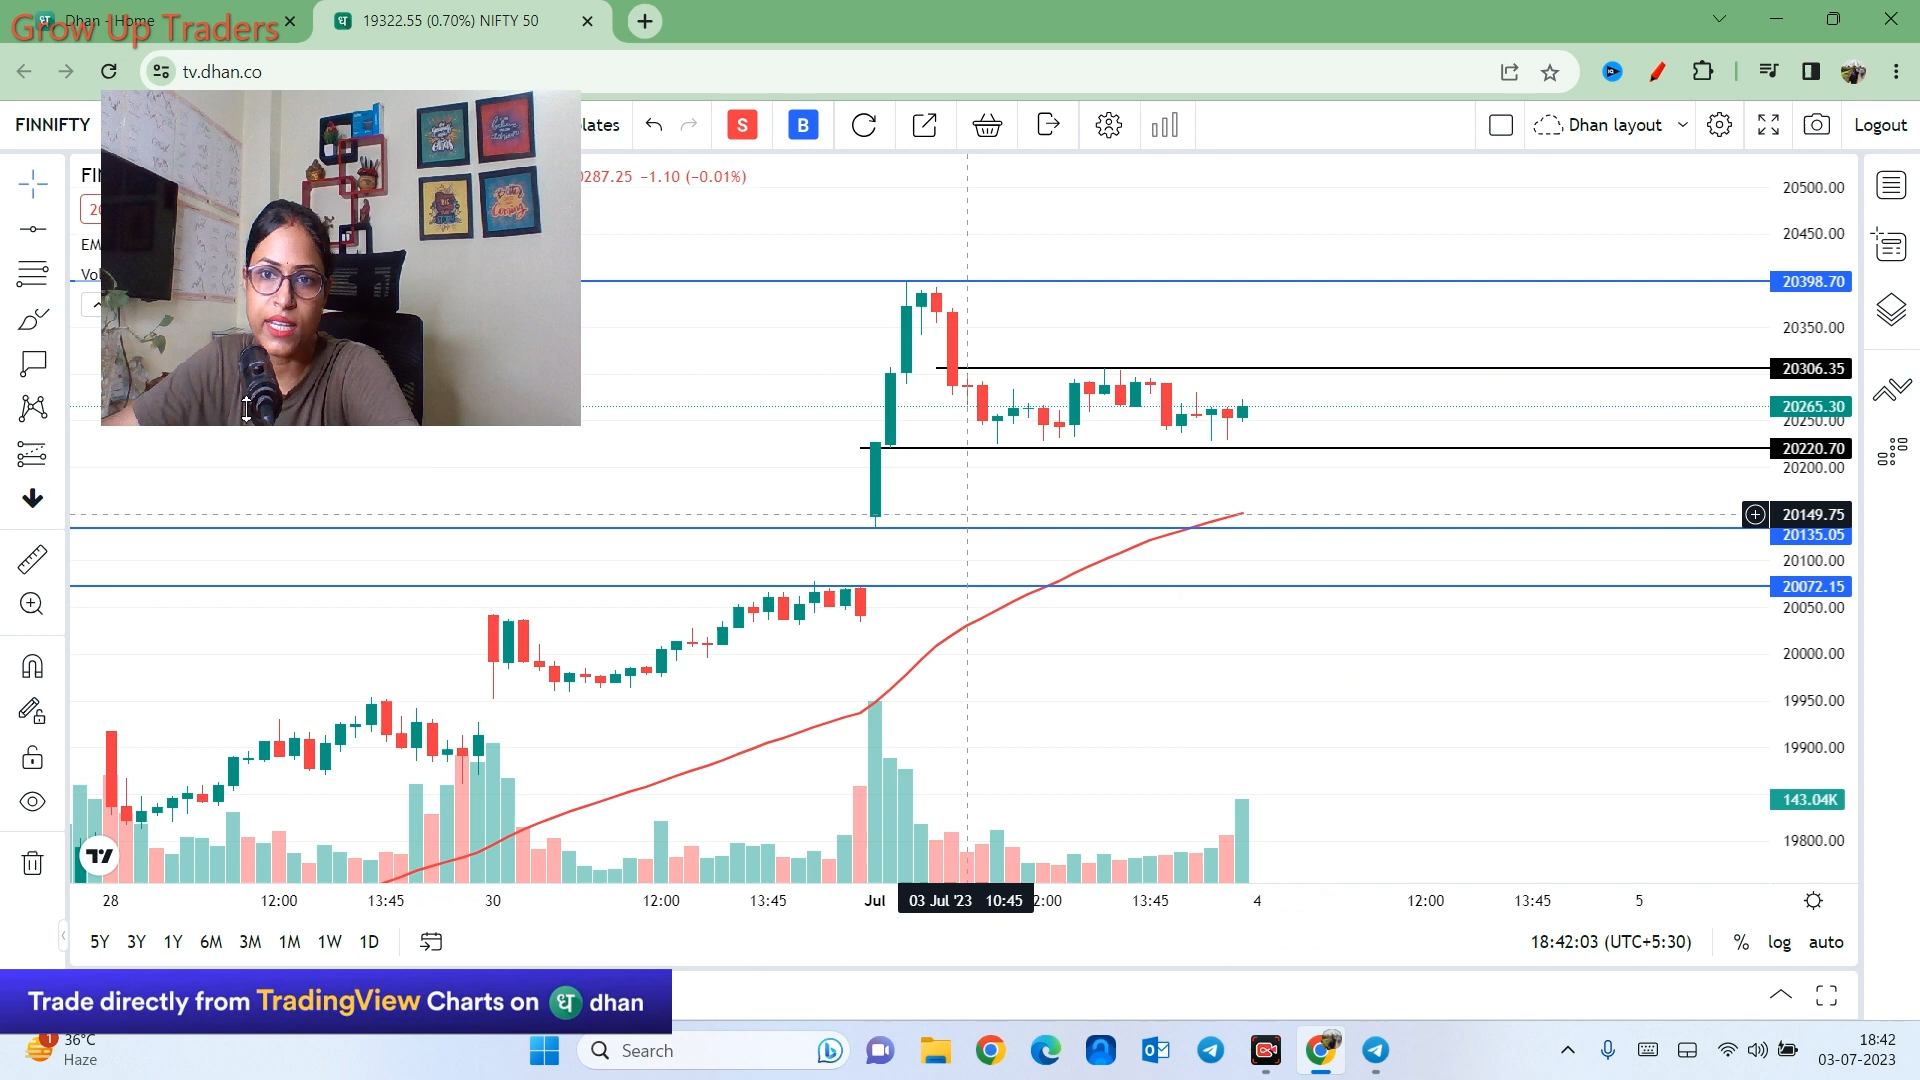 Grow Up Traders
Dhan - Home
19322.55 (0.70%) NIFTY 50
tv.dhan.co
FINNIFTY
lates
S
B
Dhan layout
Logout
287.25 −1.10 (−0.01%)
EM
Vol
20500.00
20450.00
20398.70
20350.00
20306.35
20265.30
20250.00
20220.70
20200.00
20149.75
20135.05
20100.00
20072.15
20050.00
20000.00
19950.00
19900.00
143.04K
19800.00
28
12:00
13:45
30
12:00
13:45
Jul
03 Jul '23 10:45
2:00
13:45
4
12:00
13:45
5
5Y 3Y 1Y 6M 3M 1M 1W 1D
18:42:03 (UTC+5:30)
% log auto
Trade directly from TradingView Charts on ध dhan
1
36°C
Haze
Search
18:42
03-07-2023